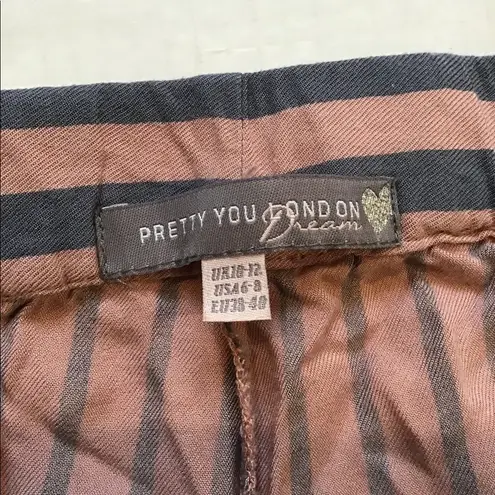 PRETTY YOU LONDON
Dream
UK10-12
USA6-8
EU38-40